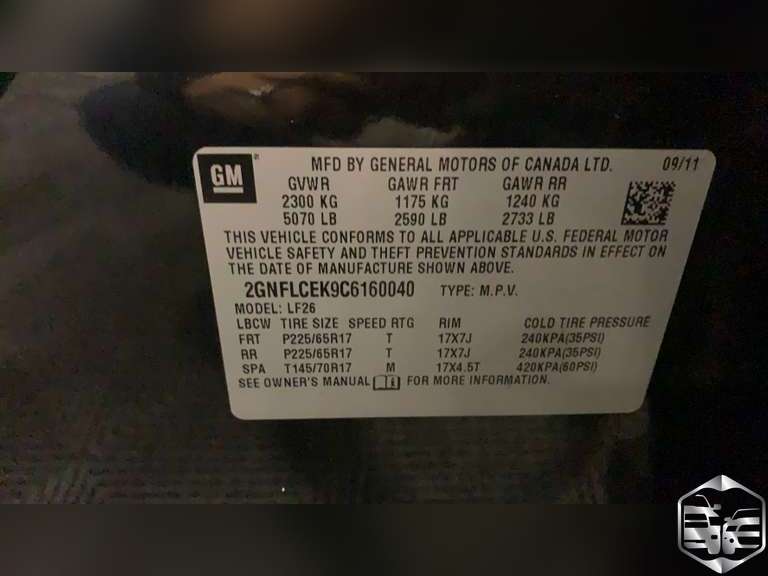 GM MFD BY GENERAL MOTORS OF CANADA LTD. 09/11
GVWR GAWR FRT GAWR RR
2300 KG 1175 KG 1240 KG
5070 LB 2590 LB 2733 LB
THIS VEHICLE CONFORMS TO ALL APPLICABLE U.S. FEDERAL MOTOR
VEHICLE SAFETY AND THEFT PREVENTION STANDARDS IN EFFECT ON
THE DATE OF MANUFACTURE SHOWN ABOVE.
2GNFLCEK9C6160040 TYPE: M.P.V.
MODEL: LF26
LBCW TIRE SIZE SPEED RTG RIM COLD TIRE PRESSURE
FRT P225/65R17 T 17X7J 240KPA(35PSI)
RR P225/65R17 T 17X7J 240KPA(35PSI)
SPA T145/70R17 M 17X4.5T 420KPA(60PSI)
SEE OWNER'S MANUAL FOR MORE INFORMATION.